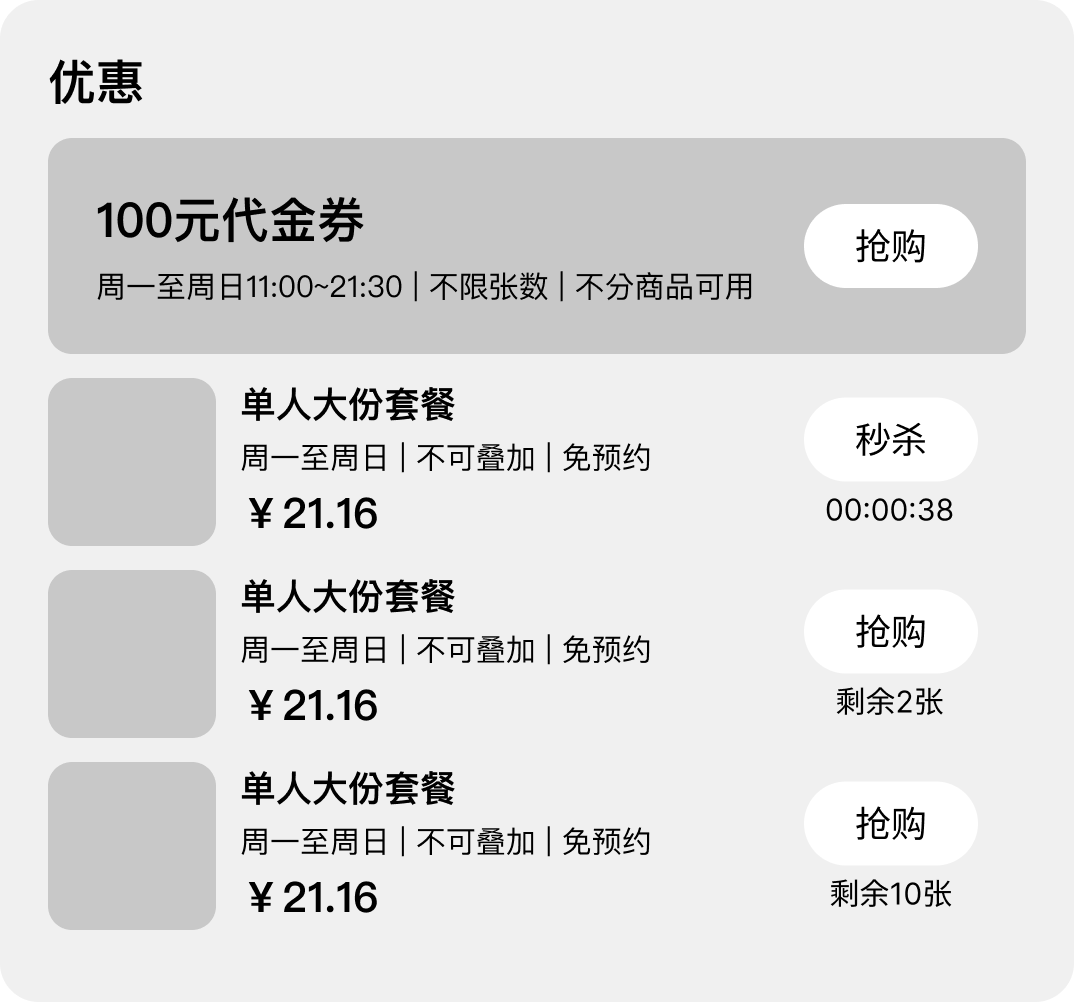 优惠
100元代金券
周一至周日11:00~21:30 | 不限张数 | 不分商品可用
抢购
单人大份套餐
周一至周日 | 不可叠加 | 免预约
¥ 21.16
秒杀
00:00:38
单人大份套餐
周一至周日 | 不可叠加 | 免预约
¥ 21.16
抢购
剩余2张
单人大份套餐
周一至周日 | 不可叠加 | 免预约
¥ 21.16
抢购
剩余10张